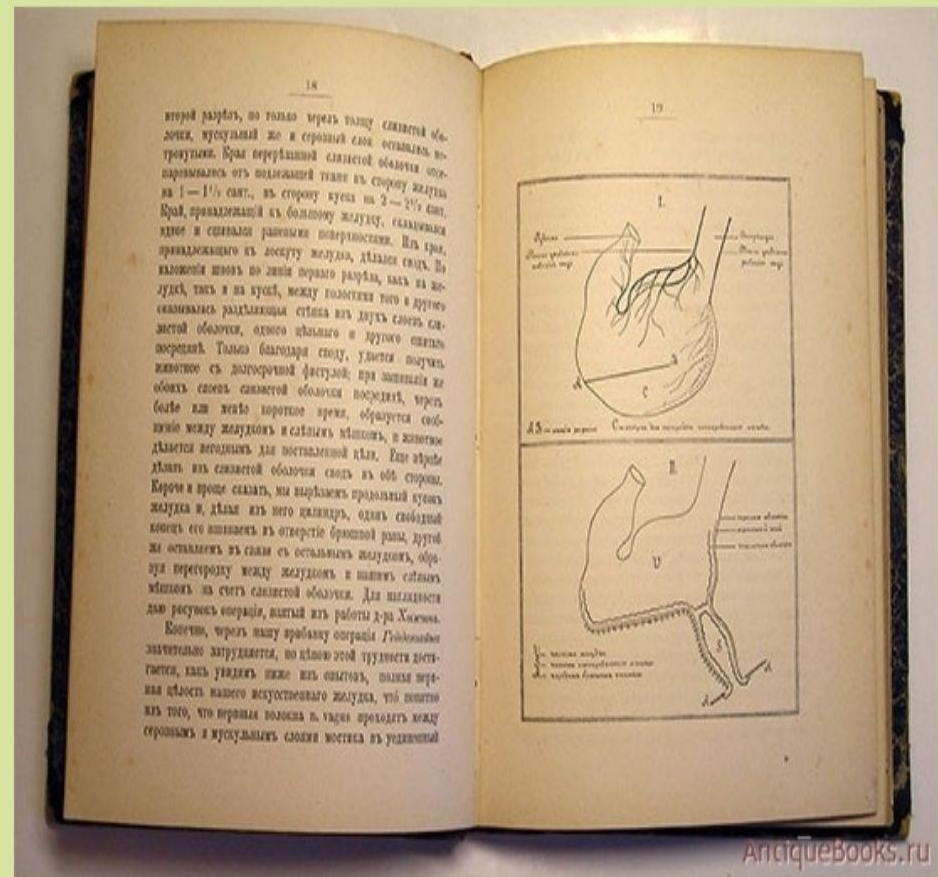 18
второй разрѣзъ, но только черезъ толщу слизистой обо-
лочки, мускульный же и серозный слои оставались не-
тронутыми. Края перерѣзанной слизистой оболочки отсе-
паровывались отъ подлежащей ткани въ сторону желудка
на 1—1½ сант., въ сторону куска на 2—2½ сант.
Край, принадлежащій къ большому желудку, складывался
вдвое и сшивался раневыми поверхностями. Изъ края,
принадлежащаго къ лоскуту желудка, дѣлался сводъ. По
наложеніи швовъ по линіи перваго разрѣза, какъ на же-
лудкѣ, такъ и на кускѣ, между полостями того и другого
оказывалась раздѣляющая стѣнка изъ двухъ слоевъ сли-
зистой оболочки, одного цѣльнаго и другого сшитаго
посрединѣ. Только благодаря своду, удается получить
животное съ долгосрочной фистулой; при зашиваніи же
обоихъ слоевъ слизистой оболочки посрединѣ, черезъ
болѣе или менѣе короткое время, образуется сооб-
щеніе между желудкомъ и слѣпымъ мѣшкомъ, и животное
дѣлается негоднымъ для поставленной цѣли. Еще вѣрнѣе
дѣлать изъ слизистой оболочки сводъ въ обѣ стороны.
Короче и проще сказать, мы вырѣзаемъ продольный кусокъ
желудка и, дѣлая изъ него цилиндръ, одинъ свободный
конецъ его вшиваемъ въ отверстіе брюшной раны, другой
же оставляемъ въ связи съ остальнымъ желудкомъ, обра-
зуя перегородку между желудкомъ и нашимъ слѣпымъ
мѣшкомъ на счетъ слизистой оболочки. Для наглядности
даю рисунокъ операціи, взятый изъ работы д-ра Хижина.
Конечно, черезъ нашу прибавку операція Гейденгайна
значительно затрудняется, но цѣною этой трудности дости-
гается, какъ увидимъ ниже изъ опытовъ, полная нерв-
ная цѣлость нашего искусственнаго желудка, что понятно
изъ того, что нервныя волокна n. vagus проходятъ между
серознымъ и мускульнымъ слоями мостика въ уединенный
19
I.
A
B
C
AB
II.
V
S
A
A
AntiqueBooks.ru